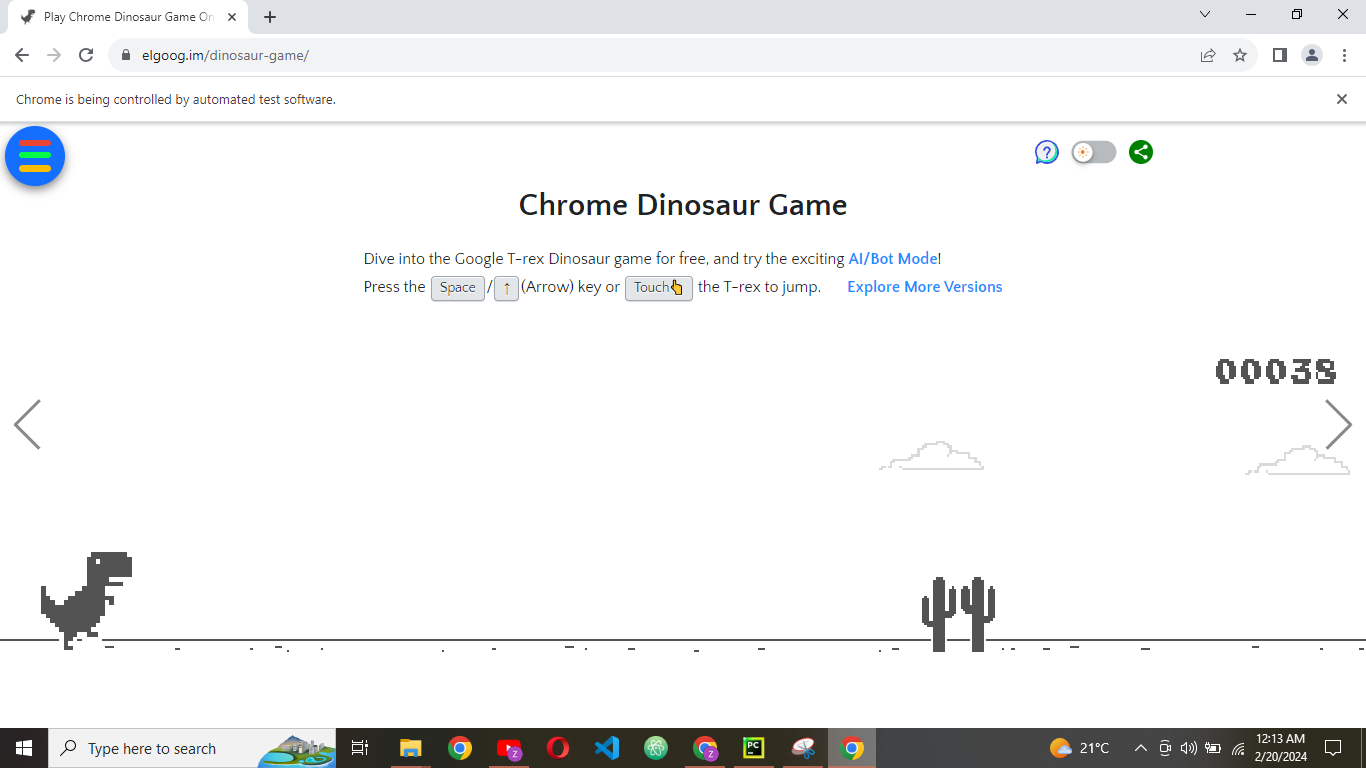 Play Chrome Dinosaur Game On
elgoog.im/dinosaur-game/
Chrome is being controlled by automated test software.
Chrome Dinosaur Game
Dive into the Google T-rex Dinosaur game for free, and try the exciting AI/Bot Mode!
Press the Space / ↑ (Arrow) key or Touch the T-rex to jump. Explore More Versions
00038
Type here to search
Z
Z
PC
21°C
12:13 AM
2/20/2024